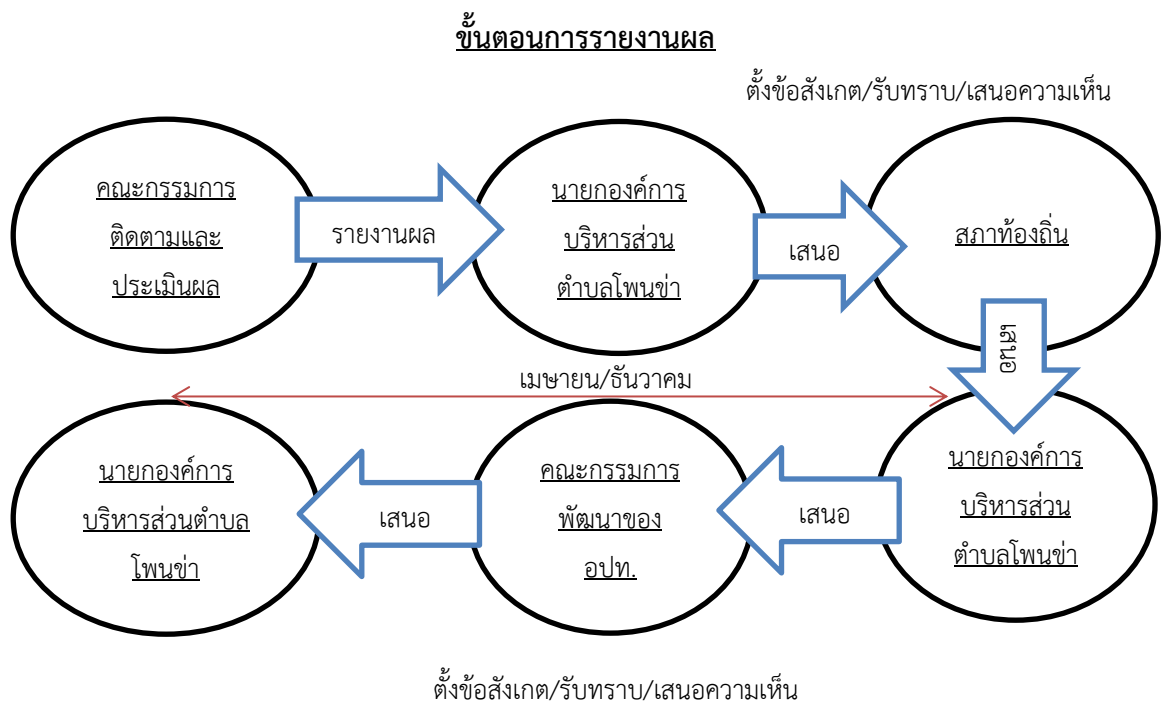 ขั้นตอนการรายงานผล
ตั้งข้อสังเกต/รับทราบ/เสนอความเห็น
คณะกรรมการ
ติดตามและ
ประเมินผล
รายงานผล
นายกองค์การ
บริหารส่วน
ตำบลโพนข่า
เสนอ
สภาท้องถิ่น
เสนอ
เมษายน/ธันวาคม
นายกองค์การ
บริหารส่วน
ตำบลโพนข่า
เสนอ
คณะกรรมการ
พัฒนาของ
อปท.
เสนอ
นายกองค์การ
บริหารส่วนตำบล
โพนข่า
ตั้งข้อสังเกต/รับทราบ/เสนอความเห็น